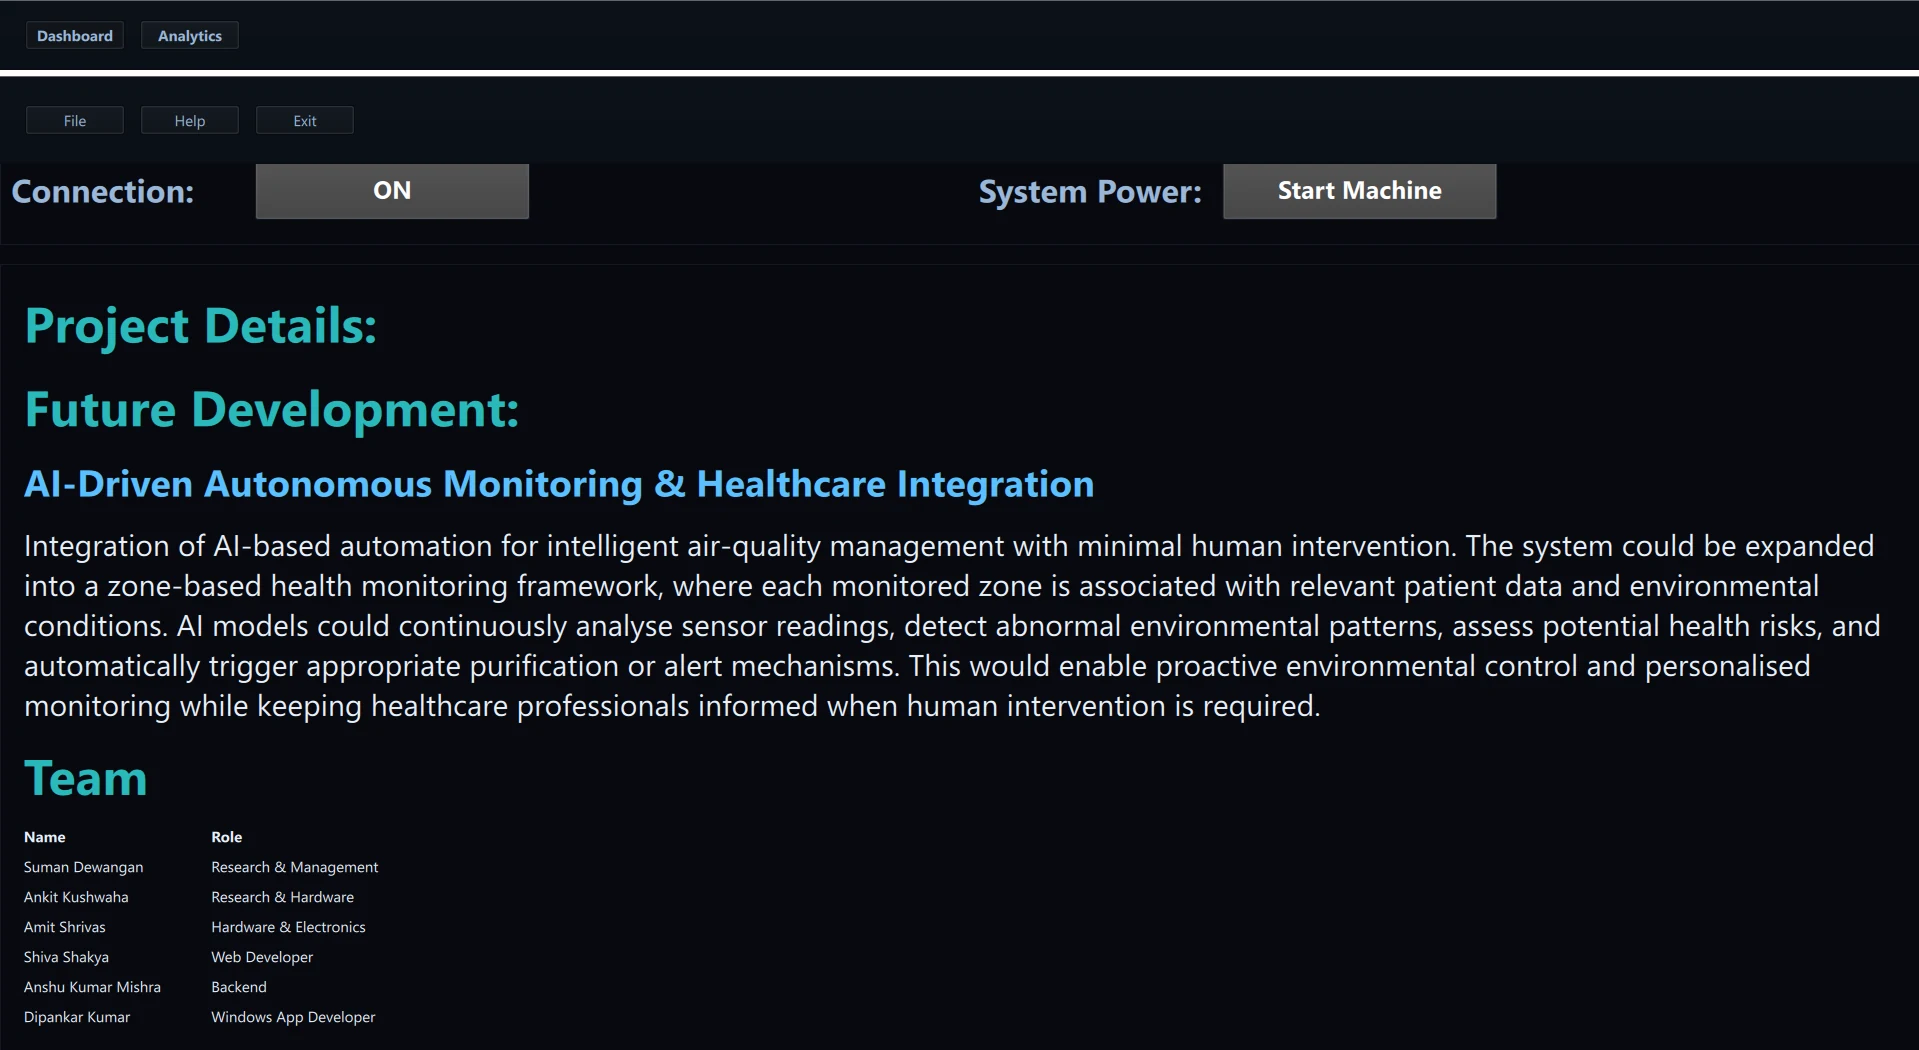 Dashboard Analytics
File Help Exit
Connection: ON System Power: Start Machine
Project Details:
Future Development:
AI-Driven Autonomous Monitoring & Healthcare Integration
Integration of AI-based automation for intelligent air-quality management with minimal human intervention. The system could be expanded
into a zone-based health monitoring framework, where each monitored zone is associated with relevant patient data and environmental
conditions. AI models could continuously analyse sensor readings, detect abnormal environmental patterns, assess potential health risks, and
automatically trigger appropriate purification or alert mechanisms. This would enable proactive environmental control and personalised
monitoring while keeping healthcare professionals informed when human intervention is required.
Team
Name Role
Suman Dewangan Research & Management
Ankit Kushwaha Research & Hardware
Amit Shrivas Hardware & Electronics
Shiva Shakya Web Developer
Anshu Kumar Mishra Backend
Dipankar Kumar Windows App Developer